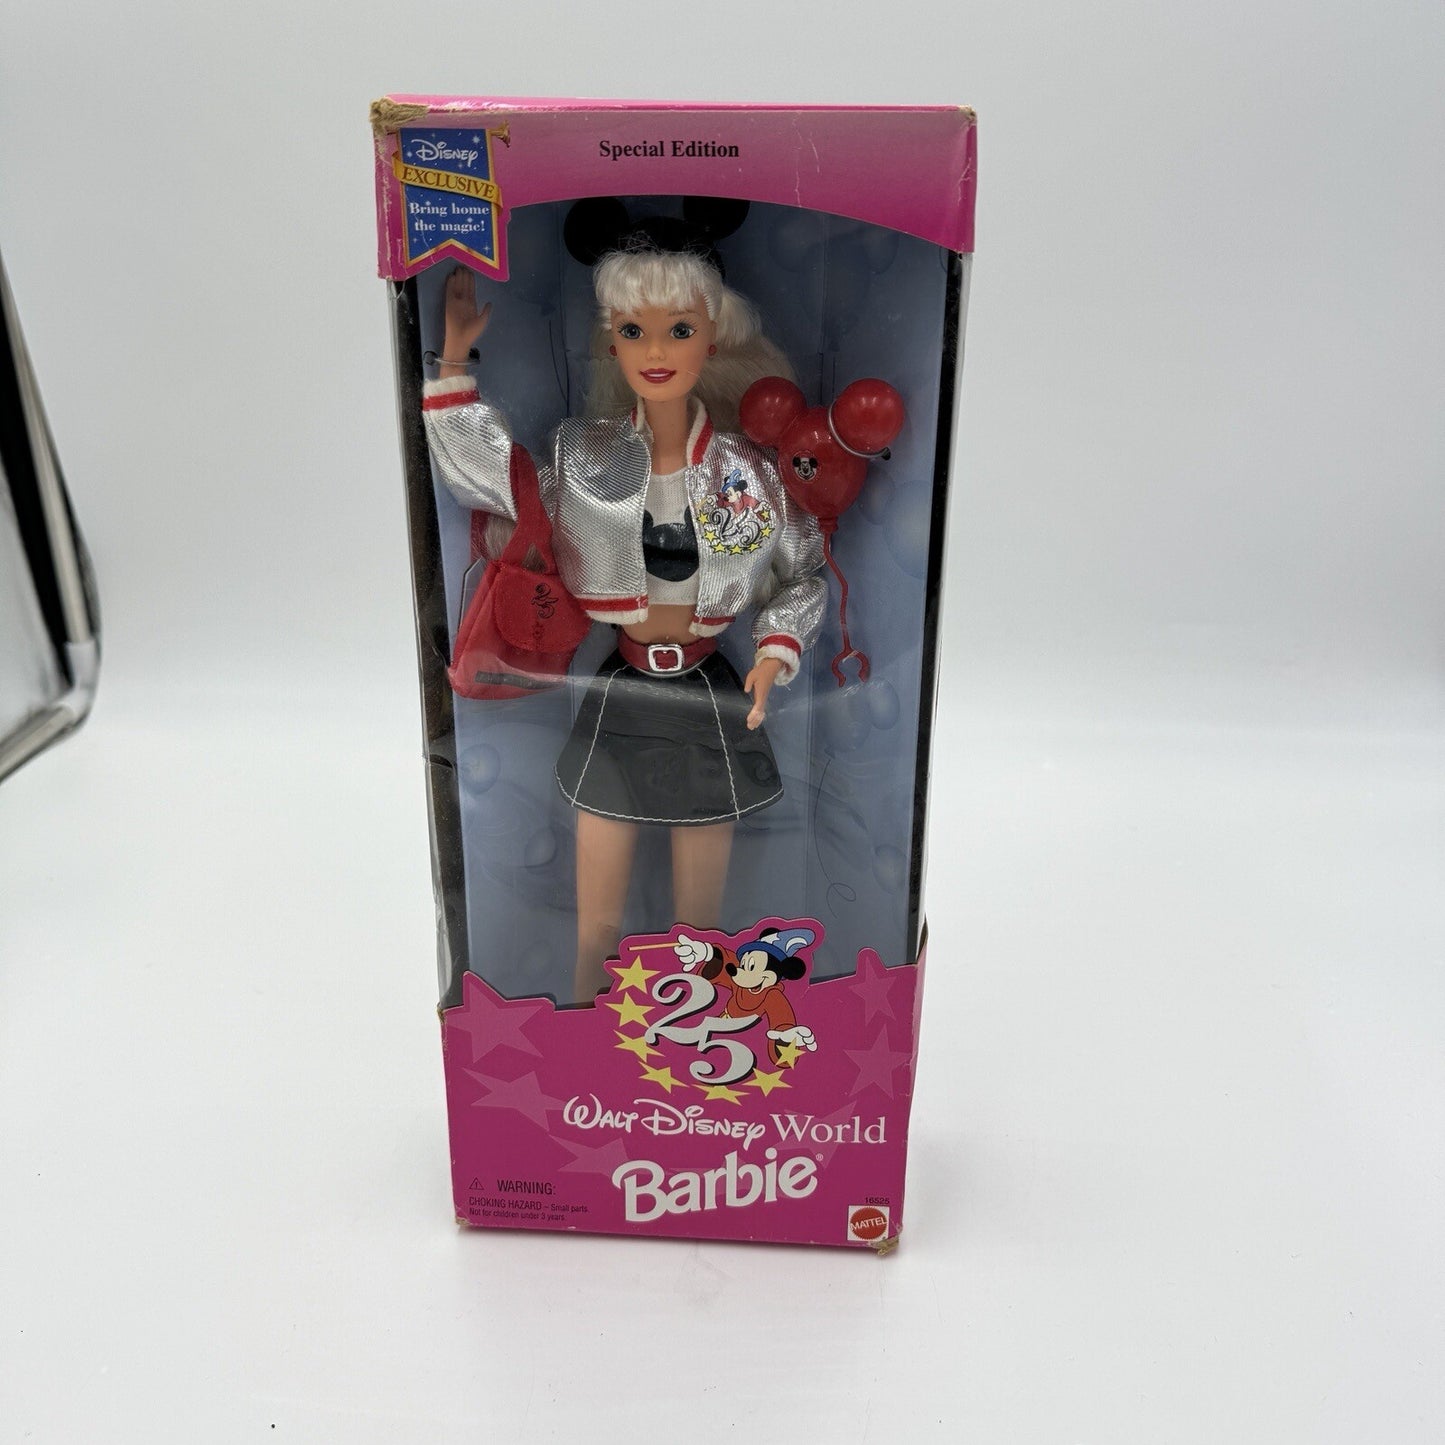 Special Edition
Disney
EXCLUSIVE
Bring home
the magic!
25
25
Walt Disney World
Barbie®
⚠ WARNING:
CHOKING HAZARD – Small parts.
Not for children under 3 years.
16525
MATTEL